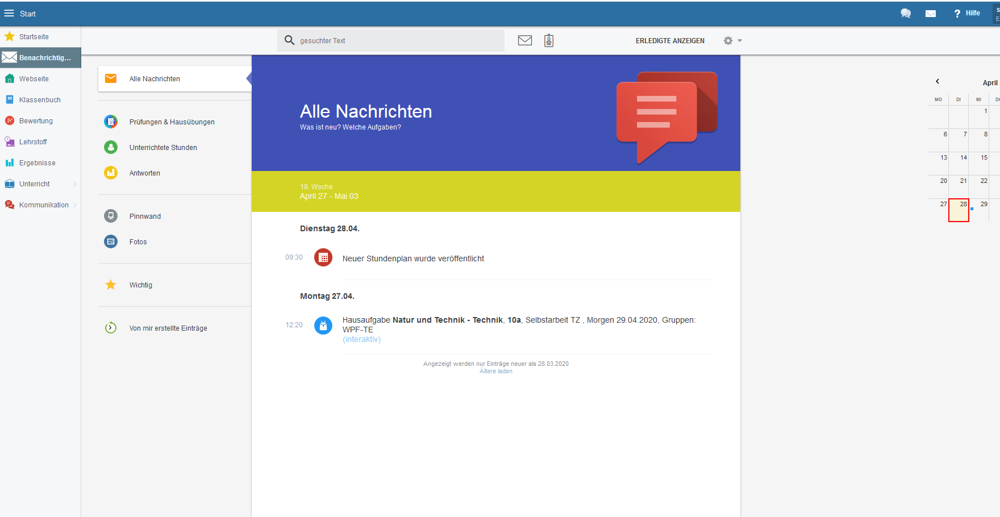 Start
Hilfe
Startseite
Benachrichtig...
Webseite
Klassenbuch
Bewertung
Lehrstoff
Ergebnisse
Unterricht
Kommunikation
gesuchter Text
ERLEDIGTE ANZEIGEN
Alle Nachrichten
Prüfungen & Hausübungen
Unterrichtete Stunden
Antworten
Pinnwand
Fotos
Wichtig
Von mir erstellte Einträge
Alle Nachrichten
Was ist neu? Welche Aufgaben?
18. Woche
April 27 - Mai 03
Dienstag 28.04.
09:30 Neuer Stundenplan wurde veröffentlicht
Montag 27.04.
12:20 Hausaufgabe Natur und Technik - Technik, 10a, Selbstarbeit TZ , Morgen 29.04.2020, Gruppen:
WPF-TE
(interaktiv)
Angezeigt werden nur Einträge neuer als 28.03.2020
Ältere laden
April
MO DI MI
1
6 7 8
13 14 15
20 21 22
27 28 29